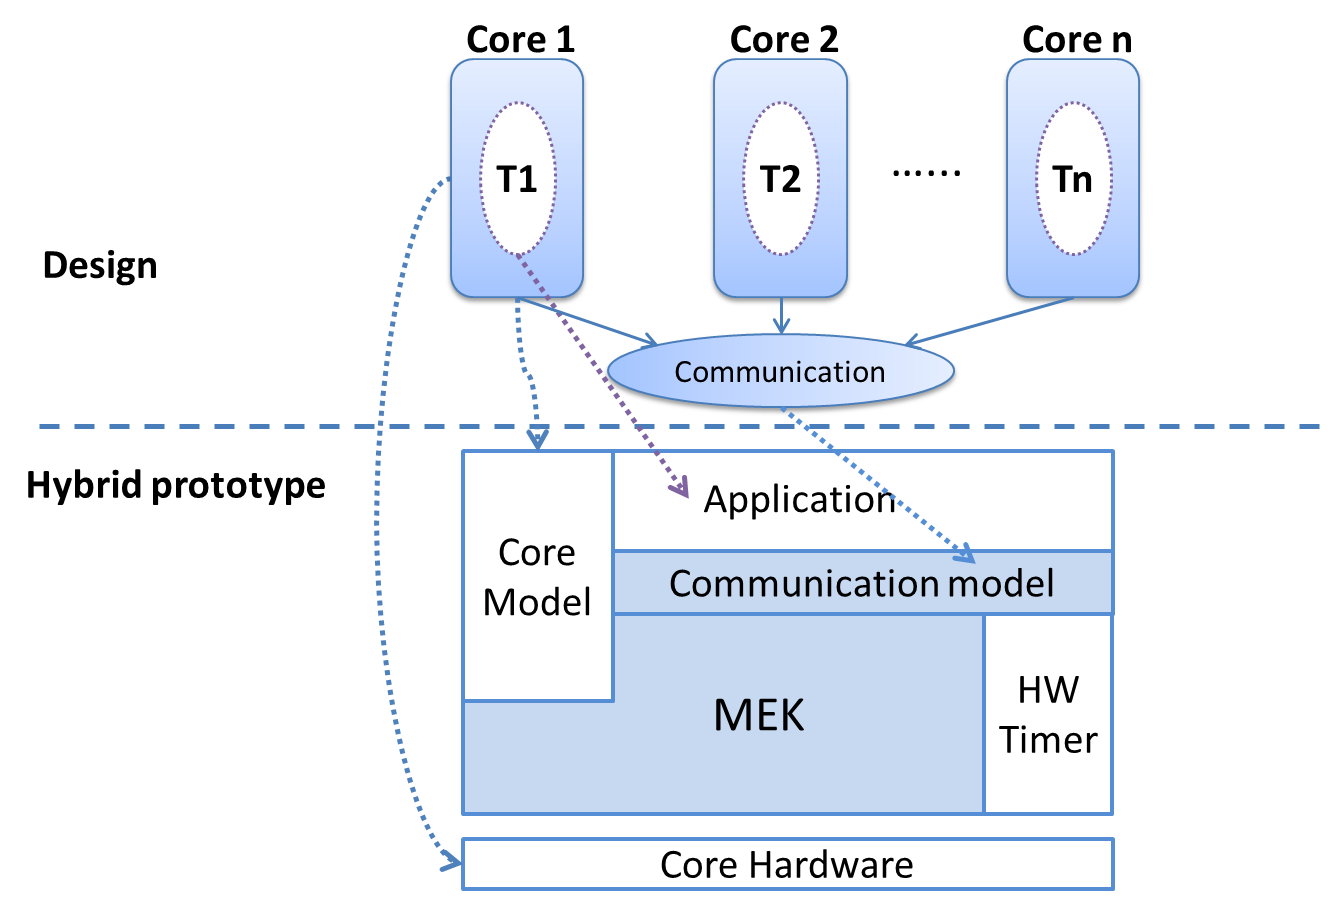 Core 1
Core 2
Core n
T1
T2
......
Tn
Design
Communication
Hybrid prototype
Application
Core
Model
Communication model
MEK
HW
Timer
Core Hardware